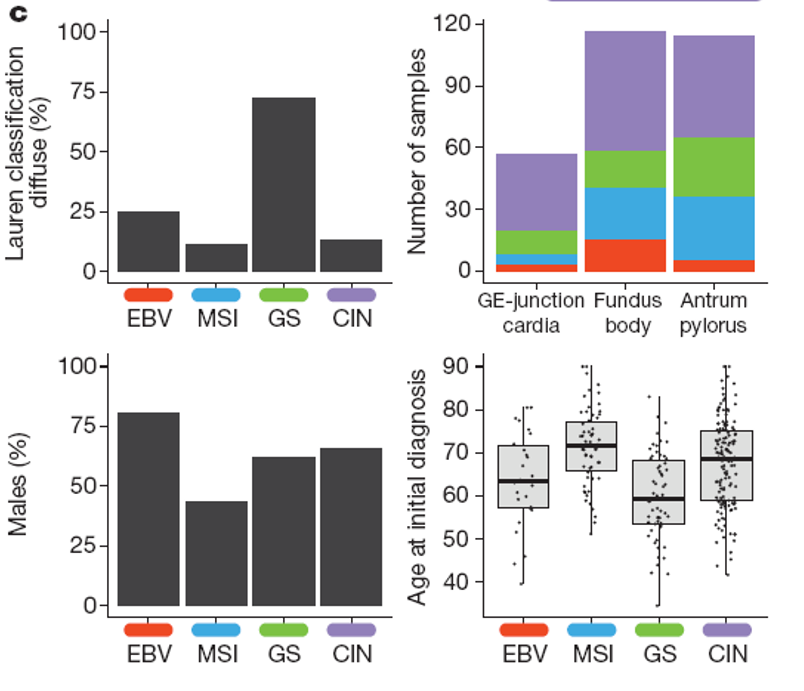 c
Lauren classification
diffuse (%)
100
75
50
25
0
EBV MSI GS CIN
Number of samples
120
90
60
30
0
GE-junction Fundus Antrum
cardia body pylorus
Males (%)
100
75
50
25
0
EBV MSI GS CIN
Age at initial diagnosis
90
80
70
60
50
40
EBV MSI GS CIN